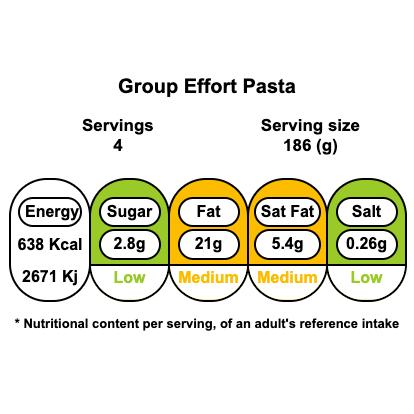 Group Effort Pasta
Servings Serving size
4 186 (g)
Energy Sugar Fat Sat Fat Salt
638 Kcal 2.8g 21g 5.4g 0.26g
2671 Kj Low Medium Medium Low
* Nutritional content per serving, of an adult's reference intake